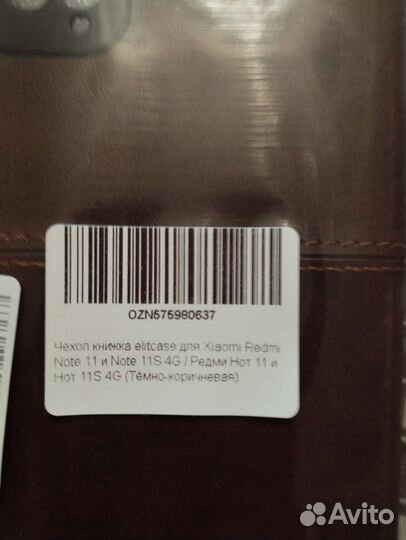 OZN575980637
Чехол книжка elitcase для Xiaomi Redmi
Note 11 и Note 11S 4G / Редми Нот 11 и
Нот 11S 4G (Тёмно-коричневая)
Avito